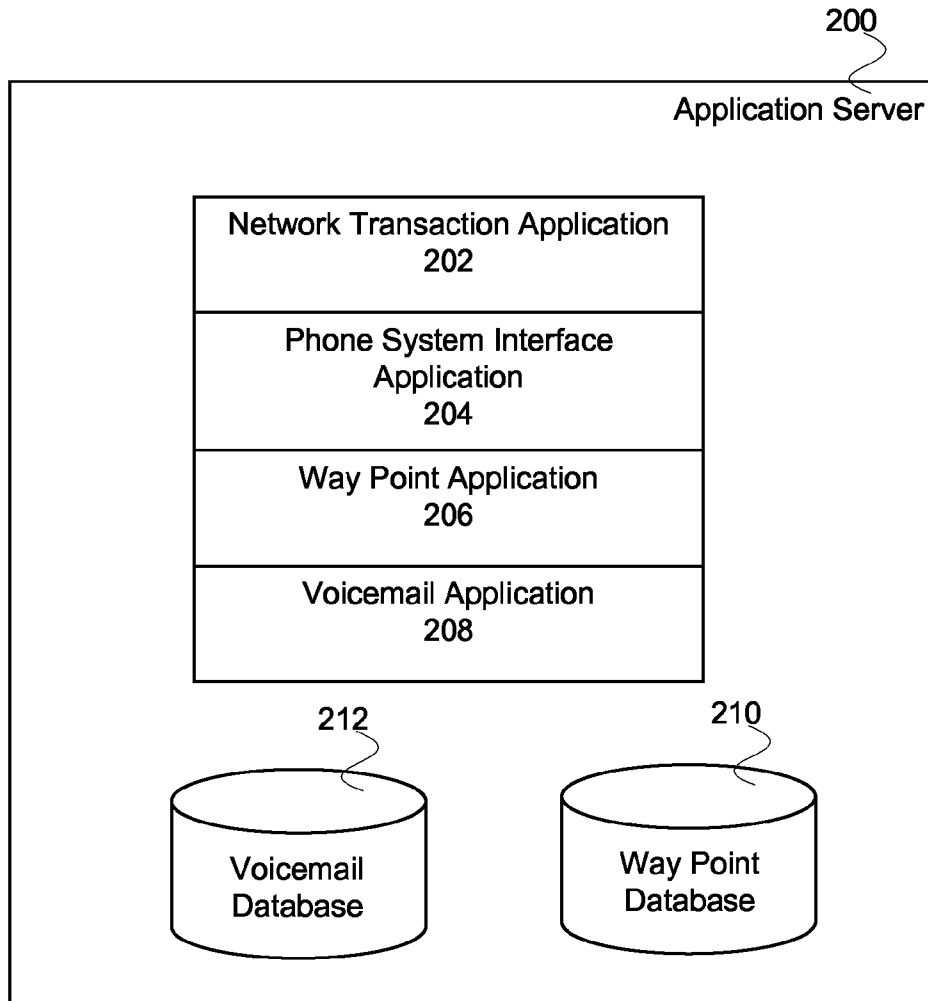 200
Application Server
Network Transaction Application
202
Phone System Interface
Application
204
Way Point Application
206
Voicemail Application
208
212
210
Voicemail
Database
Way Point
Database